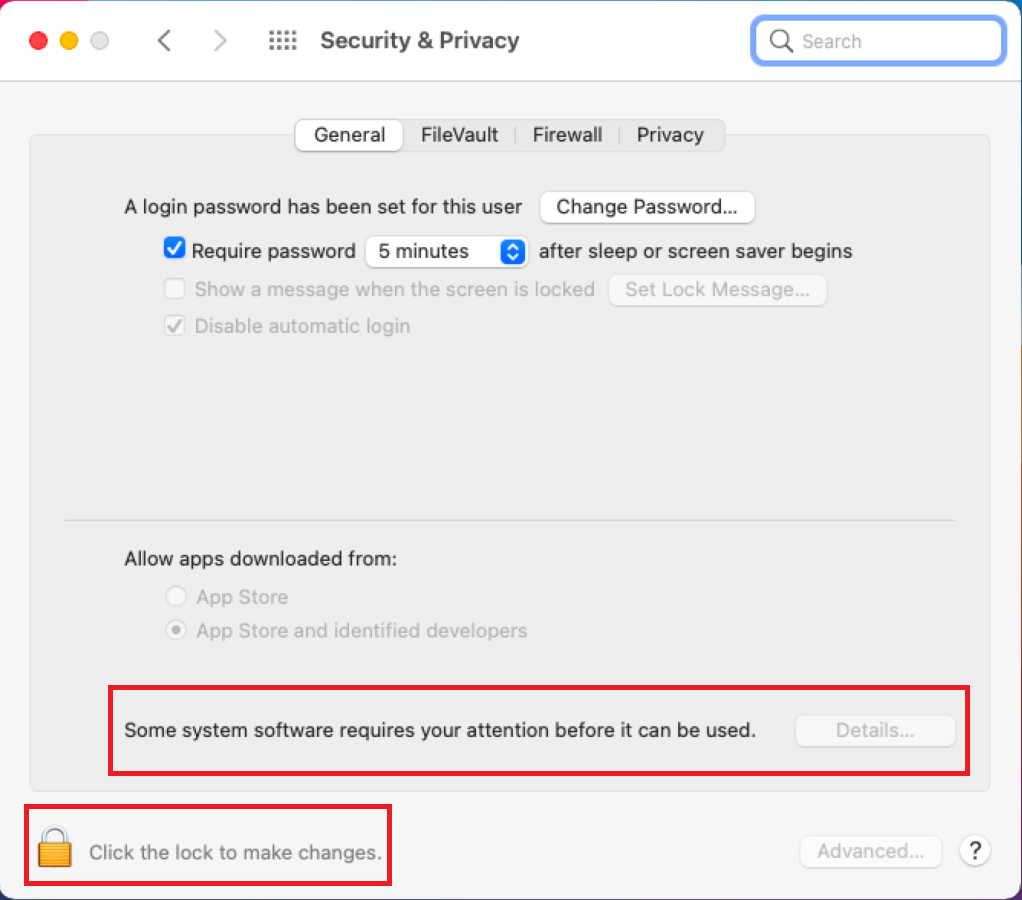 Security & Privacy
Search
General FileVault Firewall Privacy
A login password has been set for this user Change Password...
Require password 5 minutes after sleep or screen saver begins
Show a message when the screen is locked Set Lock Message...
Disable automatic login
Allow apps downloaded from:
App Store
App Store and identified developers
Some system software requires your attention before it can be used. Details...
Click the lock to make changes. Advanced... ?